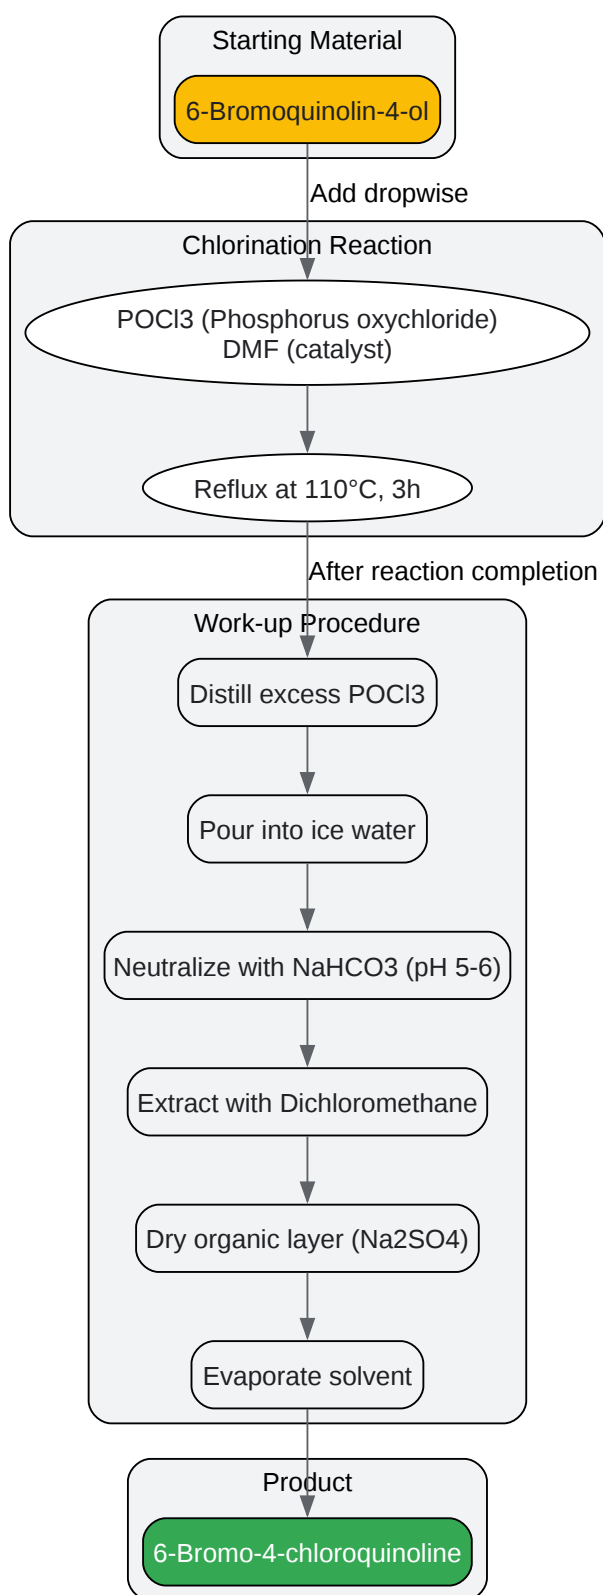 Starting Material
6-Bromoquinolin-4-ol
Add dropwise
Chlorination Reaction
POCl3 (Phosphorus oxychloride)
DMF (catalyst)
Reflux at 110°C, 3h
After reaction completion
Work-up Procedure
Distill excess POCl3
Pour into ice water
Neutralize with NaHCO3 (pH 5-6)
Extract with Dichloromethane
Dry organic layer (Na2SO4)
Evaporate solvent
Product
6-Bromo-4-chloroquinoline